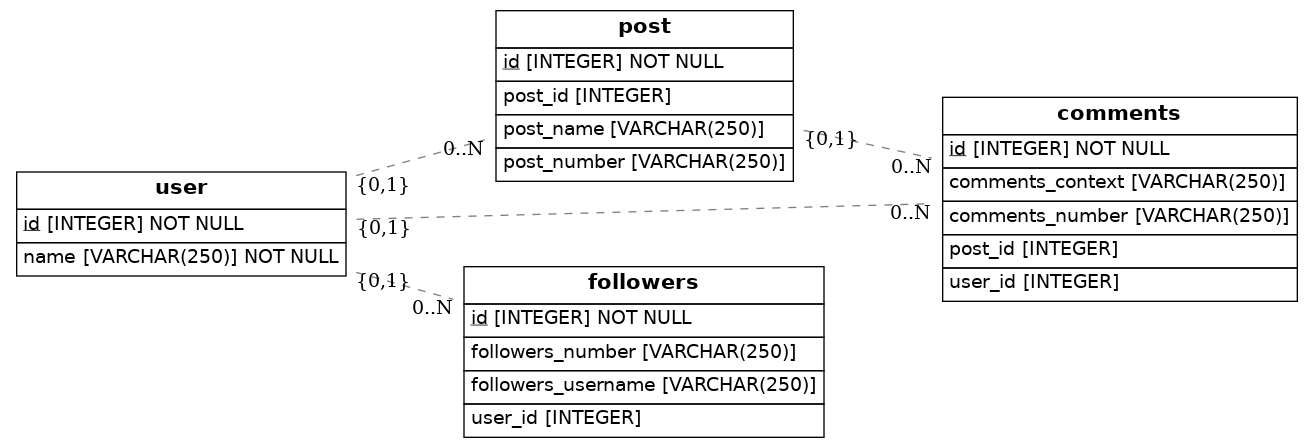 post
id [INTEGER] NOT NULL
post_id [INTEGER]
post_name [VARCHAR(250)]
post_number [VARCHAR(250)]
comments
id [INTEGER] NOT NULL
comments_context [VARCHAR(250)]
comments_number [VARCHAR(250)]
post_id [INTEGER]
user_id [INTEGER]
user
id [INTEGER] NOT NULL
name [VARCHAR(250)] NOT NULL
followers
id [INTEGER] NOT NULL
followers_number [VARCHAR(250)]
followers_username [VARCHAR(250)]
user_id [INTEGER]
0..N
{0,1}
{0,1}
0..N
0..N
{0,1}
{0,1}
0..N